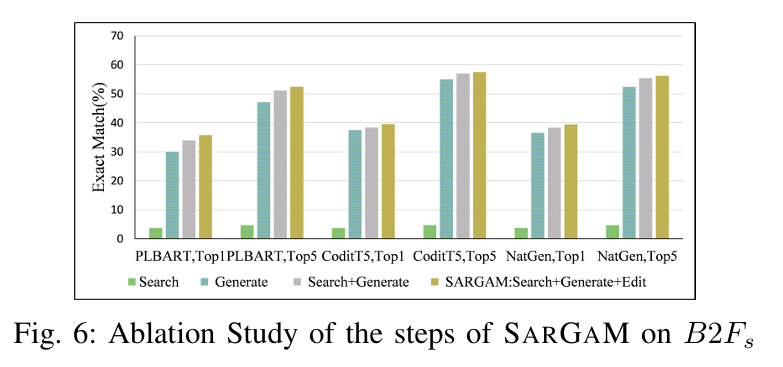 70
60
50
40
30
20
10
0
Exact Match(%)
PLBART,Top1 PLBART,Top5 CoditT5,Top1 CoditT5,Top5 NatGen,Top1 NatGen,Top5
Search Generate Search+Generate SARGAM:Search+Generate+Edit
Fig. 6: Ablation Study of the steps of SARGAM on B2Fs